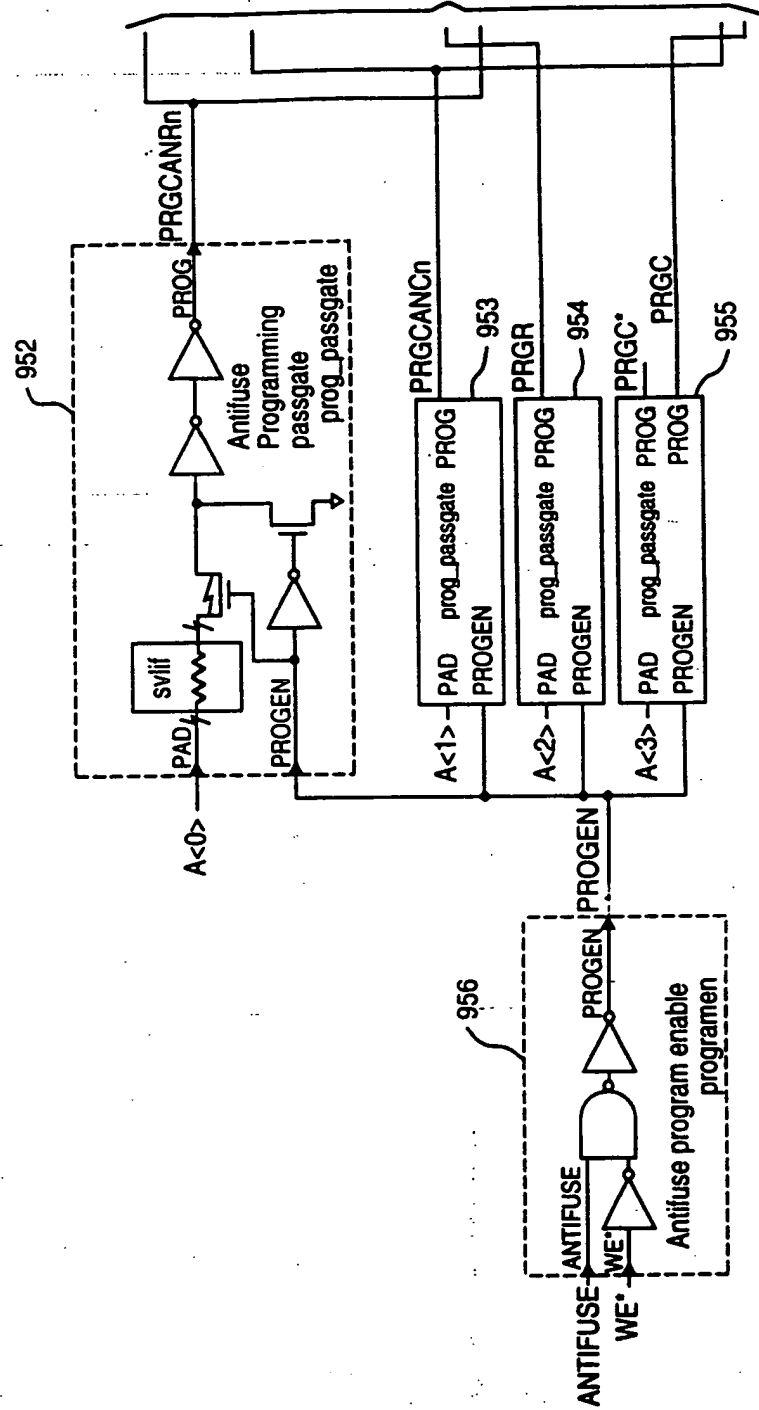 952
PRGCANRn
PROG
Antifuse
Programming
passgate
prog_passgate
svlif
PAD
PROGEN
A<0>
PRGCANCn
953
A<1>
PAD prog_passgate PROG
PROGEN
PRGR
954
A<2>
PAD prog_passgate PROG
PROGEN
PRGC*
PRGC
955
A<3>
PAD prog_passgate PROG
PROGEN PROG
PROGEN
956
PROGEN
ANTIFUSE
ANTIFUSE
WE*
WE*
Antifuse program enable
programen